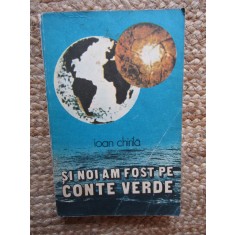 ioan chirilă
ȘI NOI AM FOST PE
CONTE VERDE